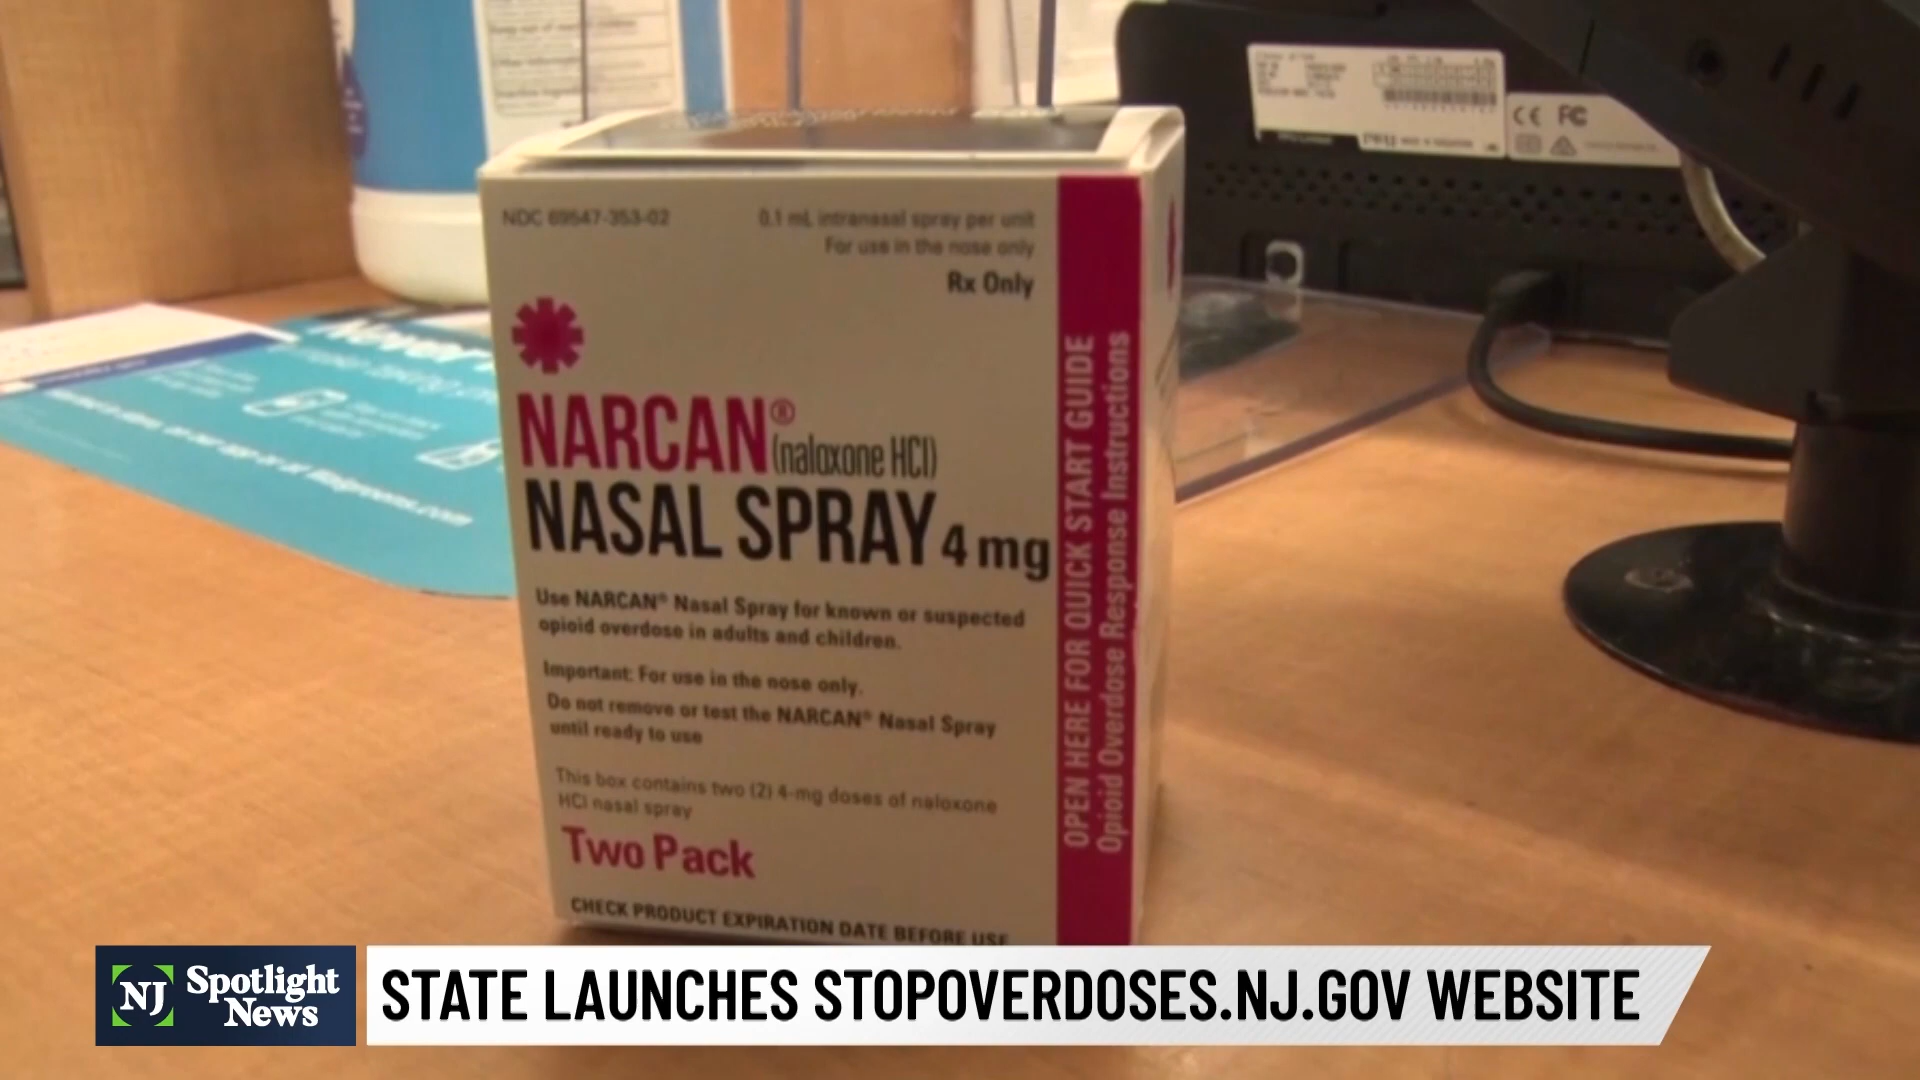 NDC 69547-353-02
0.1 mL intranasal spray per unit
For use in the nose only
Rx Only
NARCAN®
(naloxone HCl)
NASAL SPRAY 4 mg
Use NARCAN® Nasal Spray for known or suspected
opioid overdose in adults and children.
Important: For use in the nose only.
Do not remove or test the NARCAN® Nasal Spray
until ready to use
This box contains two (2) 4-mg doses of naloxone
HCl nasal spray
Two Pack
CHECK PRODUCT EXPIRATION DATE BEFORE USE
OPEN HERE FOR QUICK START GUIDE
Opioid Overdose Response Instructions
CE FC
NJ Spotlight
News
STATE LAUNCHES STOPOVERDOSES.NJ.GOV WEBSITE